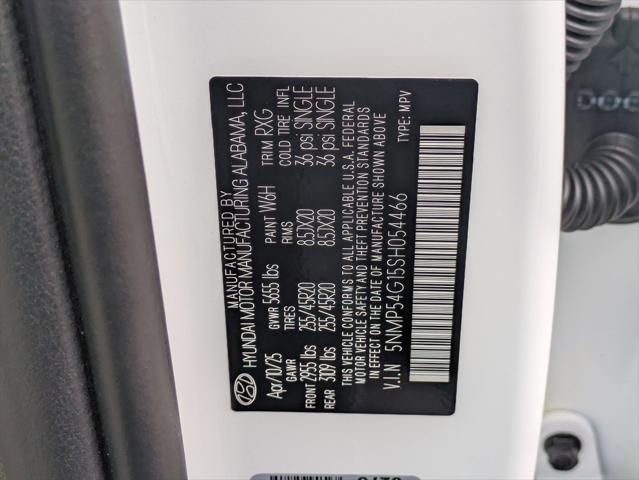 MANUFACTURED BY
HYUNDAI MOTOR MANUFACTURING ALABAMA, LLC
Apr/10/25 GVWR 5655 lbs PAINT W6H TRIM RXG
GAWR TIRES RIMS COLD TIRE INFL
FRONT 2955 lbs 255/45R20 8.5JX20 36 psi SINGLE
REAR 3109 lbs 255/45R20 8.5JX20 36 psi SINGLE
THIS VEHICLE CONFORMS TO ALL APPLICABLE U.S.A. FEDERAL
MOTOR VEHICLE SAFETY AND THEFT PREVENTION STANDARDS
IN EFFECT ON THE DATE OF MANUFACTURE SHOWN ABOVE
V.I.N 5NMP54G15SH054466 TYPE: MPV